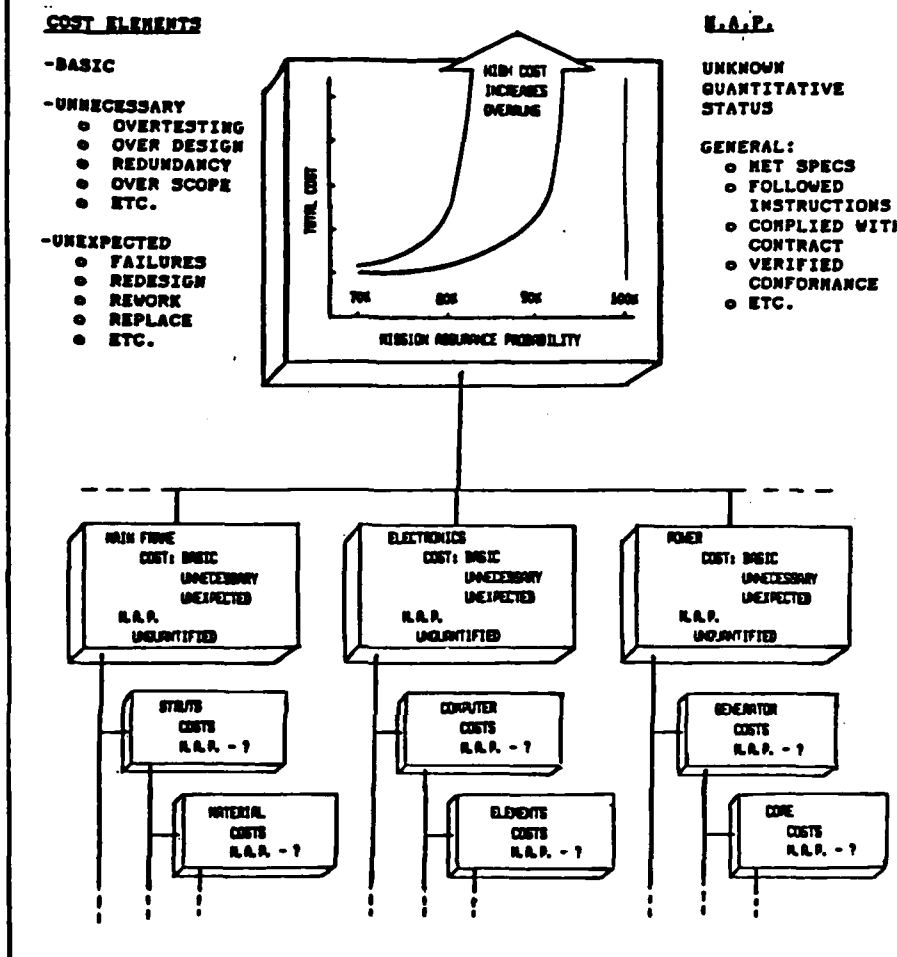 COST ELEMENTS
-BASIC
-UNNECESSARY
o OVERTESTING
o OVER DESIGN
o REDUNDANCY
o OVER SCOPE
o ETC.
-UNEXPECTED
o FAILURES
o REDESIGN
o REWORK
o REPLACE
o ETC.
HIGH COST
INCREASES
OVERRUNS
TOTAL COST
70%
80%
90%
100%
MISSION ASSURANCE PROBABILITY
M.A.P.
UNKNOWN
QUANTITATIVE
STATUS
GENERAL:
o MET SPECS
o FOLLOWED
INSTRUCTIONS
o COMPLIED WITH
CONTRACT
o VERIFIED
CONFORMANCE
o ETC.
MAIN FRAME
COST: BASIC
UNNECESSARY
UNEXPECTED
M.A.P.
UNQUANTIFIED
STRUTS
COSTS
M.A.P. - ?
MATERIAL
COSTS
M.A.P. - ?
ELECTRONICS
COST: BASIC
UNNECESSARY
UNEXPECTED
M.A.P.
UNQUANTIFIED
COMPUTER
COSTS
M.A.P. - ?
ELEMENTS
COSTS
M.A.P. - ?
POWER
COST: BASIC
UNNECESSARY
UNEXPECTED
M.A.P.
UNQUANTIFIED
GENERATOR
COSTS
M.A.P. - ?
CORE
COSTS
M.A.P. - ?